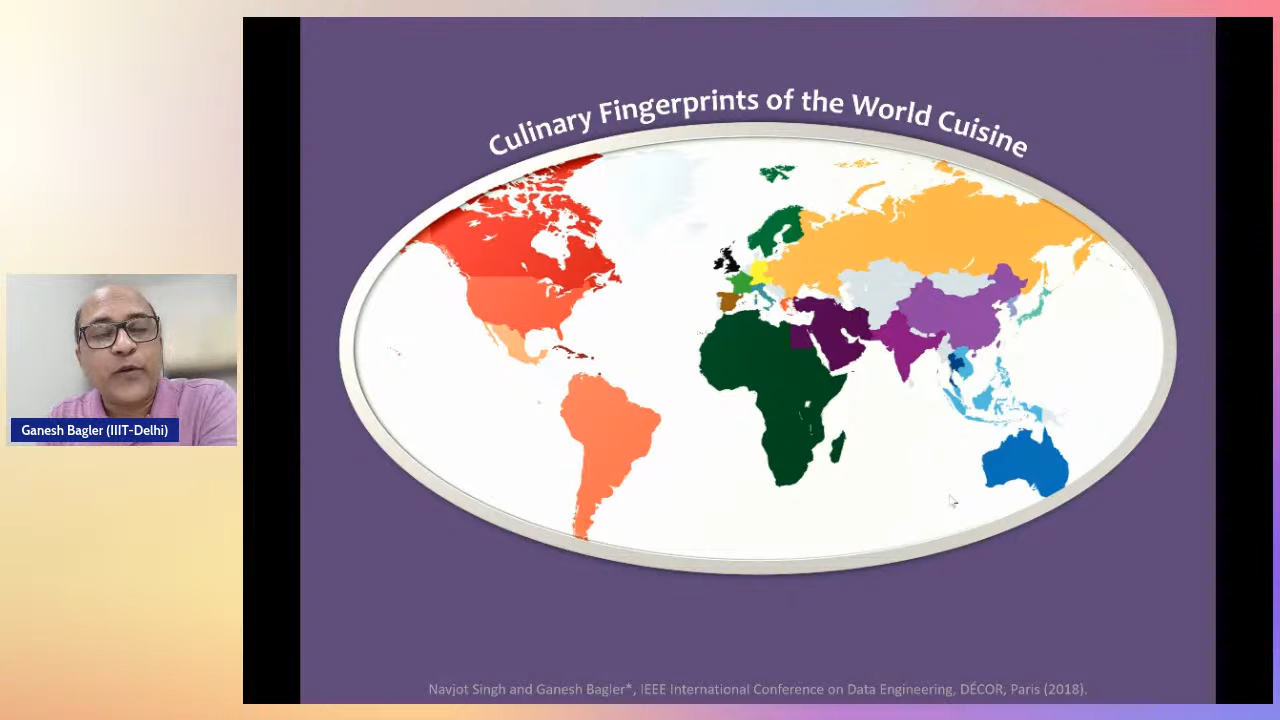 Culinary Fingerprints of the World Cuisine
Ganesh Bagler (IIIT-Delhi)
Navjot Singh and Ganesh Bagler*, IEEE International Conference on Data Engineering, DÉCOR, Paris (2018).